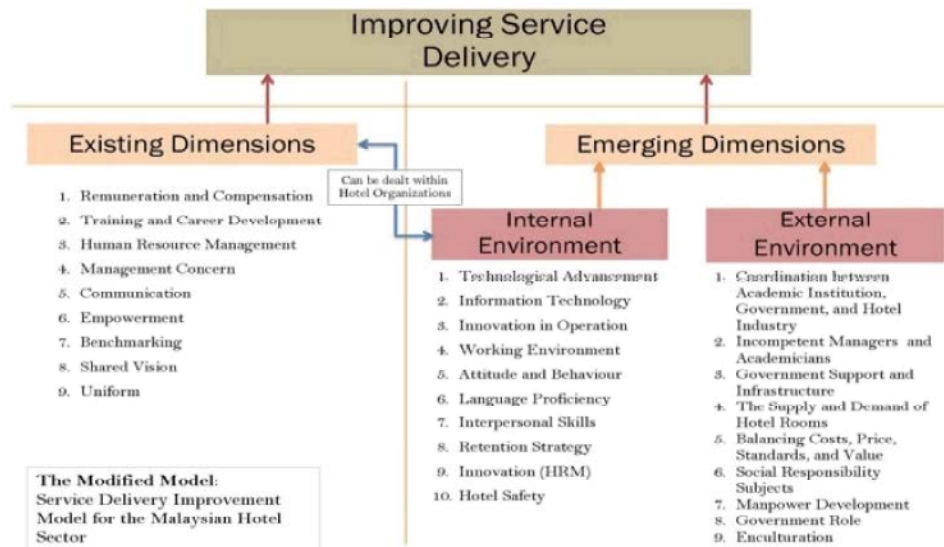 Improving Service
Delivery
Existing Dimensions
Emerging Dimensions
Can be dealt within
Hotel Organizations
1. Remuneration and Compensation
2. Training and Career Development
3. Human Resource Management
4. Management Concern
5. Communication
6. Empowerment
7. Benchmarking
8. Shared Vision
9. Uniform
Internal
Environment
1. Technological Advancement
2. Information Technology
3. Innovation in Operation
4. Working Environment
5. Attitude and Behaviour
6. Language Proficiency
7. Interpersonal Skills
8. Retention Strategy
9. Innovation (HRM)
10. Hotel Safety
External
Environment
1. Coordination between
Academic Institution,
Government, and Hotel
Industry
2. Incompetent Managers and
Academicians
3. Government Support and
Infrastructure
4. The Supply and Demand of
Hotel Rooms
5. Balancing Costs, Price,
Standards, and Value
6. Social Responsibility
Subjects
7. Manpower Development
8. Government Role
9. Enculturation
The Modified Model:
Service Delivery Improvement
Model for the Malaysian Hotel
Sector